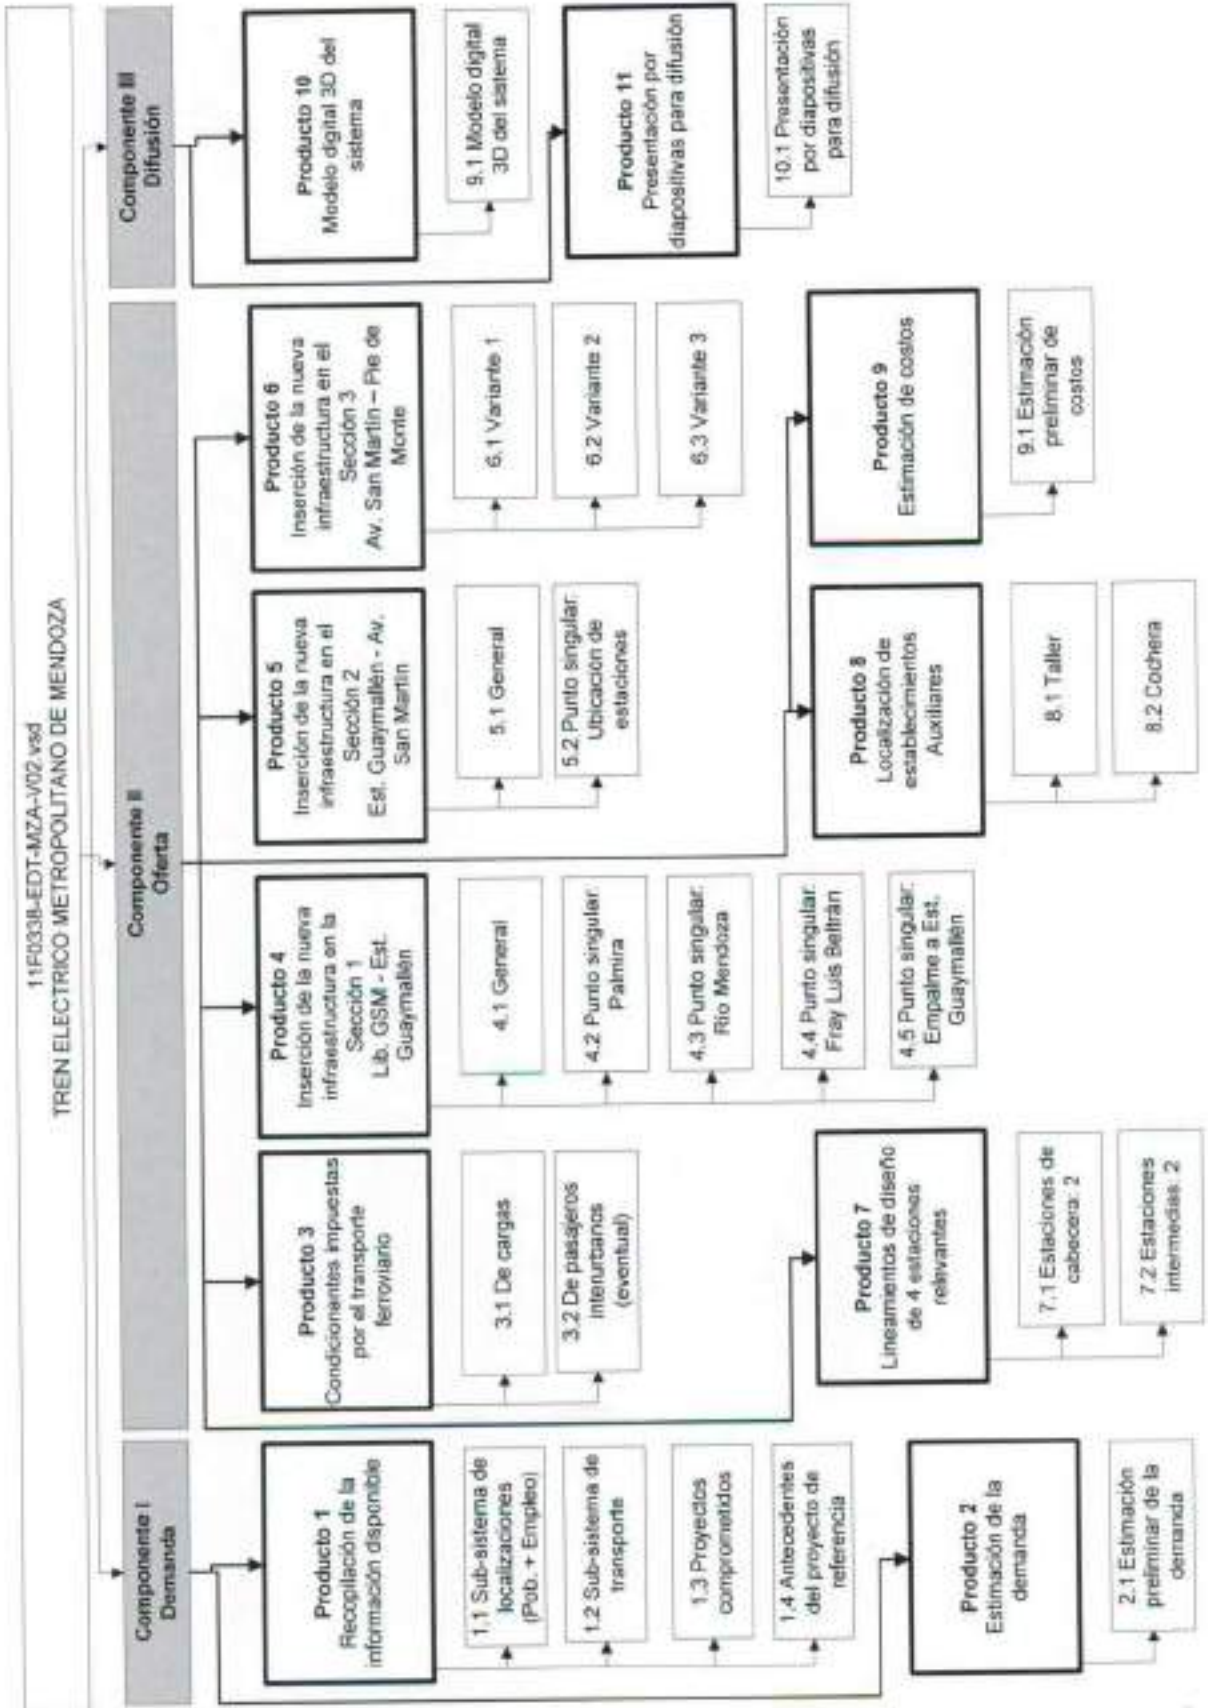 11F0338-EDT-MZA-V02.vsd
TREN ELECTRICO METROPOLITANO DE MENDOZA
Componente I
Demanda
Producto 1
Recopilación de la
información disponible
1.1 Sub-sistema de
localizaciones
(Pob. + Empleo)
1.2 Sub-sistema de
transporte
1.3 Proyectos
comprometidos
1.4 Antecedentes
del proyecto de
referencia
Producto 2
Estimación de la
demanda
2.1 Estimación
preliminar de la
demanda
Componente II
Oferta
Producto 3
Condicionantes impuestas
por el transporte
ferroviario
3.1 De cargas
3.2 De pasajeros
interurbanos
(eventual)
Producto 4
Inserción de la nueva
infraestructura en la
Sección 1
Lib. GSM - Est.
Guaymallén
4.1 General
4.2 Punto singular:
Palmira
4.3 Punto singular:
Río Mendoza
4.4 Punto singular:
Fray Luis Beltrán
4.5 Punto singular:
Empalme a Est.
Guaymallén
Producto 5
Inserción de la nueva
infraestructura en el
Sección 2
Est. Guaymallén - Av.
San Martín
5.1 General
5.2 Punto singular:
Ubicación de
estaciones
Producto 6
Inserción de la nueva
infraestructura en el
Sección 3
Av. San Martín – Pie de
Monte
6.1 Variante 1
6.2 Variante 2
6.3 Variante 3
Producto 7
Lineamientos de diseño
de 4 estaciones
relevantes
7.1 Estaciones de
cabecera: 2
7.2 Estaciones
intermedias: 2
Producto 8
Localización de
establecimientos
Auxiliares
8.1 Taller
8.2 Cochera
Producto 9
Estimación de costos
9.1 Estimación
preliminar de
costos
Componente III
Difusión
Producto 10
Modelo digital 3D del
sistema
9.1 Modelo digital
3D del sistema
Producto 11
Presentación por
diapositivas para difusión
10.1 Presentación
por diapositivas
para difusión